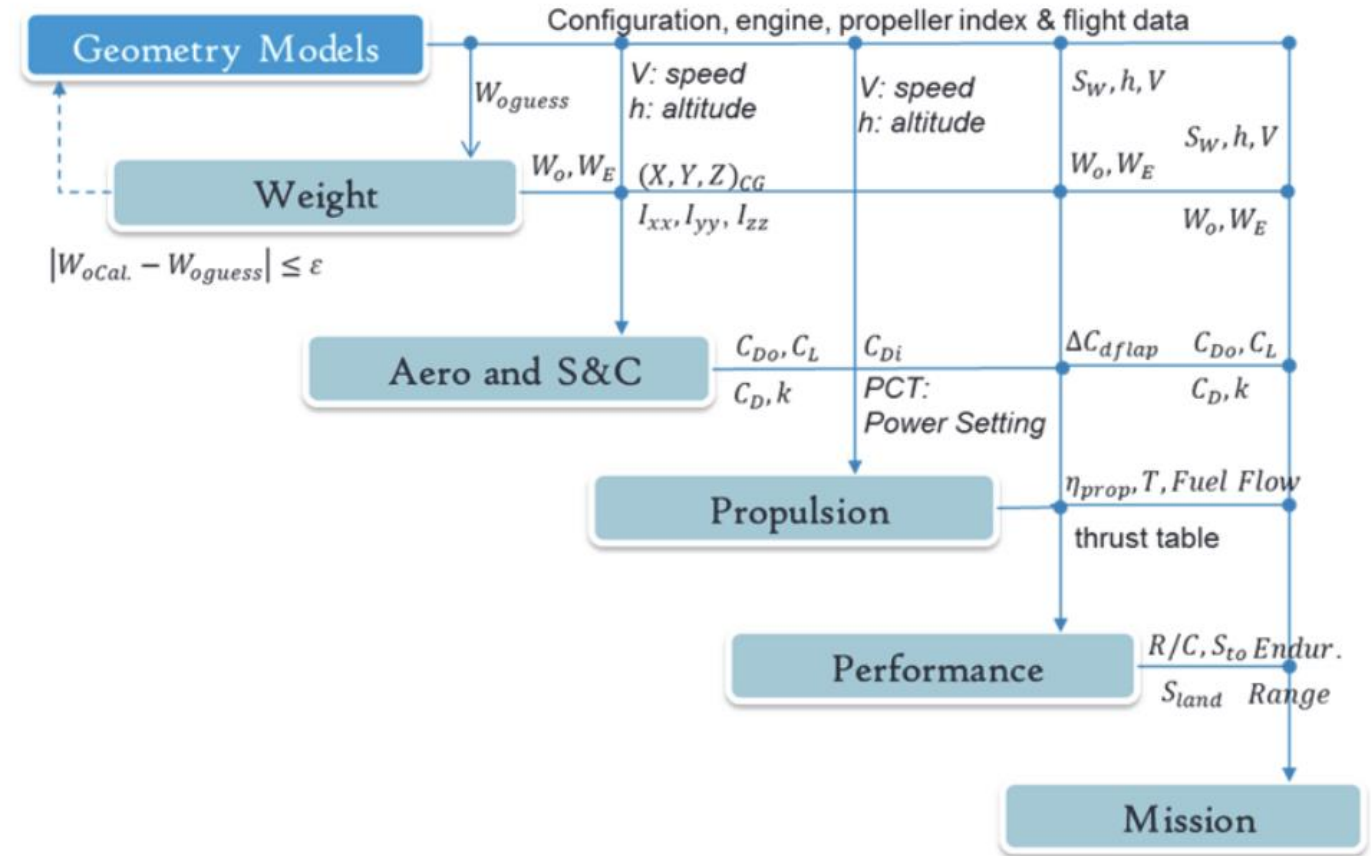 Configuration, engine, propeller index & flight data
Geometry Models
W_oguess
V: speed
h: altitude
V: speed
h: altitude
S_W, h, V
S_W, h, V
Weight
W_o, W_E
(X, Y, Z)_CG
I_xx, I_yy, I_zz
W_o, W_E
W_o, W_E
|W_oCal. − W_oguess| ≤ ε
Aero and S&C
C_Do, C_L
C_D, k
C_Di
PCT:
Power Setting
ΔC_dflap
C_Do, C_L
C_D, k
Propulsion
η_prop, T, Fuel Flow
thrust table
Performance
R/C, S_to Endur.
S_land Range
Mission